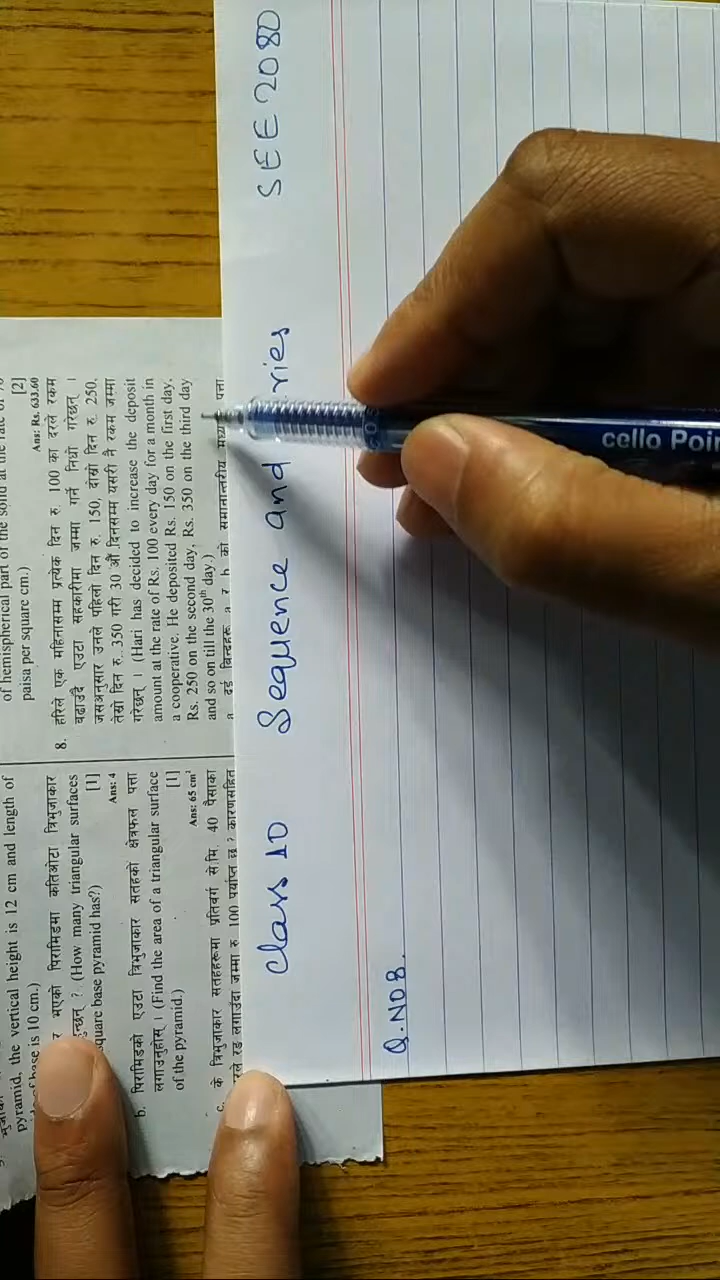 of hemispherical part of the solid at the rate of
paisa per square cm.)
[2]
Ans: Rs. 633.60
8. हरिले एक महिनासम्म प्रत्येक दिन रु. 100 का दरले रकम
बढाउँदै एउटा सहकारीमा जम्मा गर्ने निधो गरेछन् ।
जसअनुसार उनले पहिलो दिन रु. 150, दोस्रो दिन रु. 250,
तेस्रो दिन रु. 350 गरी 30 औं दिनसम्म यसरी नै रकम जम्मा
गरेछन् । (Hari has decided to increase the deposit
amount at the rate of Rs. 100 every day for a month in
a cooperative. He deposited Rs. 150 on the first day,
Rs. 250 on the second day, Rs. 350 on the third day
and so on till the 30th day.)
a. दुई
को समानान्तरीय मध्य पत्ता
pyramid, the vertical height is 12 cm and length of
base is 10 cm.)
भएको पिरामिडमा कतिओटा त्रिभुजाकार
हुन्छन् ? (How many triangular surfaces
square base pyramid has?) [1]
Ans: 4
b. पिरामिडको एउटा त्रिभुजाकार सतहको क्षेत्रफल पत्ता
लगाउनुहोस् । (Find the area of a triangular surface
of the pyramid.) [1]
Ans: 65 cm²
c. के त्रिभुजाकार सतहहरूमा प्रतिवर्ग से.मि. 40 पैसाका
दरले रङ लगाउँदा जम्मा रु 100 पर्याप्त छ ? कारणसहित
Class 10 Sequence and ries SEE 2080
Q.NO8.
cello Poin